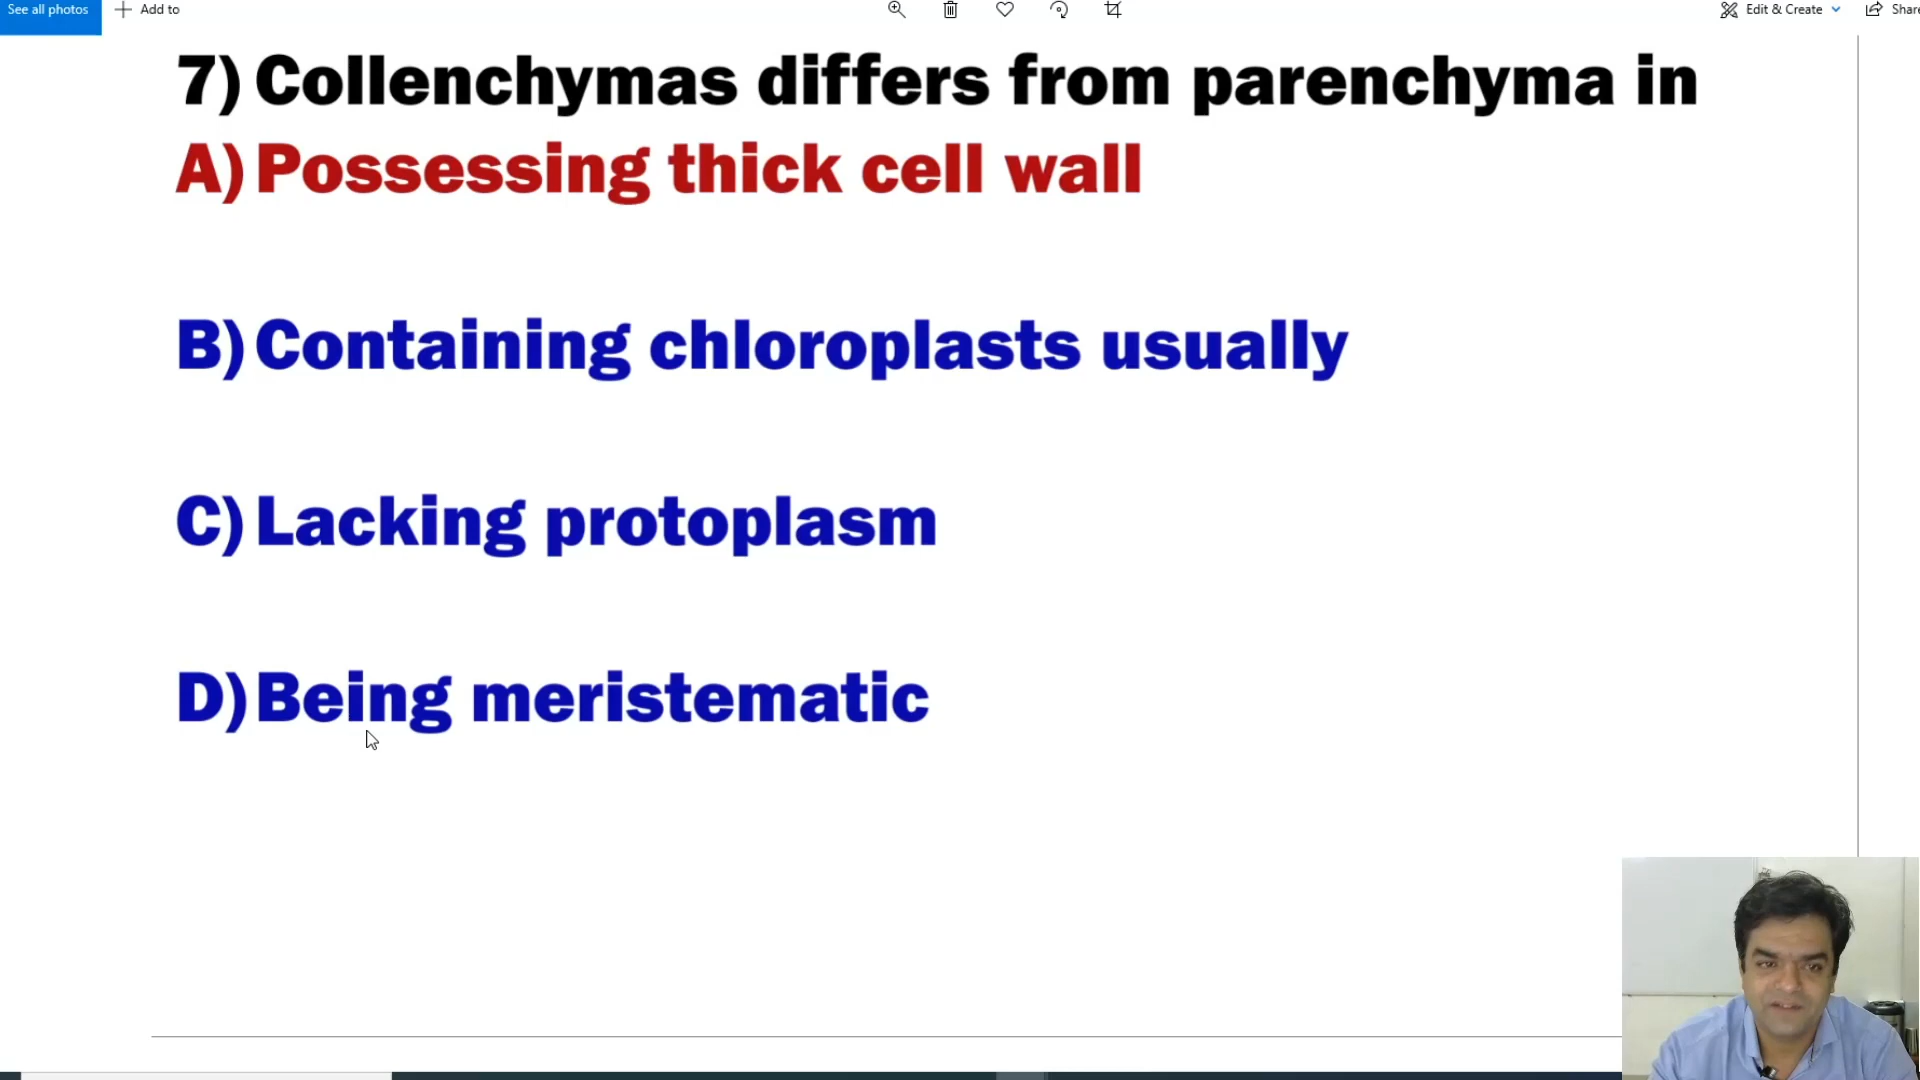 See all photos
Add to
Edit & Create
Share
7) Collenchymas differs from parenchyma in
A) Possessing thick cell wall
B) Containing chloroplasts usually
C) Lacking protoplasm
D) Being meristematic